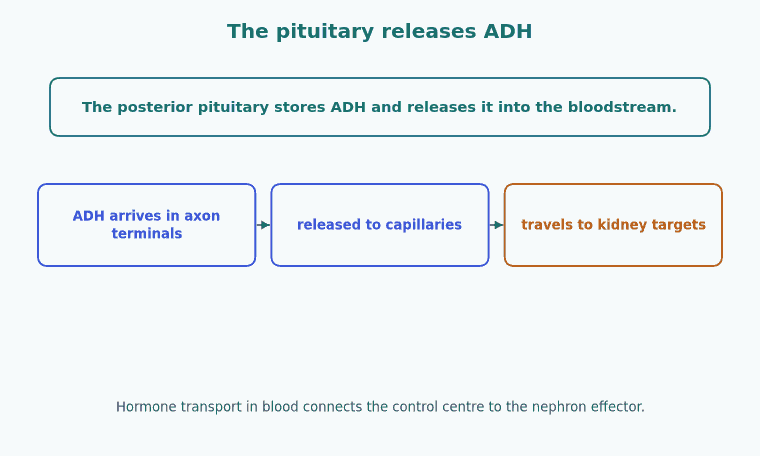 The pituitary releases ADH
The posterior pituitary stores ADH and releases it into the bloodstream.
ADH arrives in axon
terminals
released to capillaries
travels to kidney targets
Hormone transport in blood connects the control centre to the nephron effector.